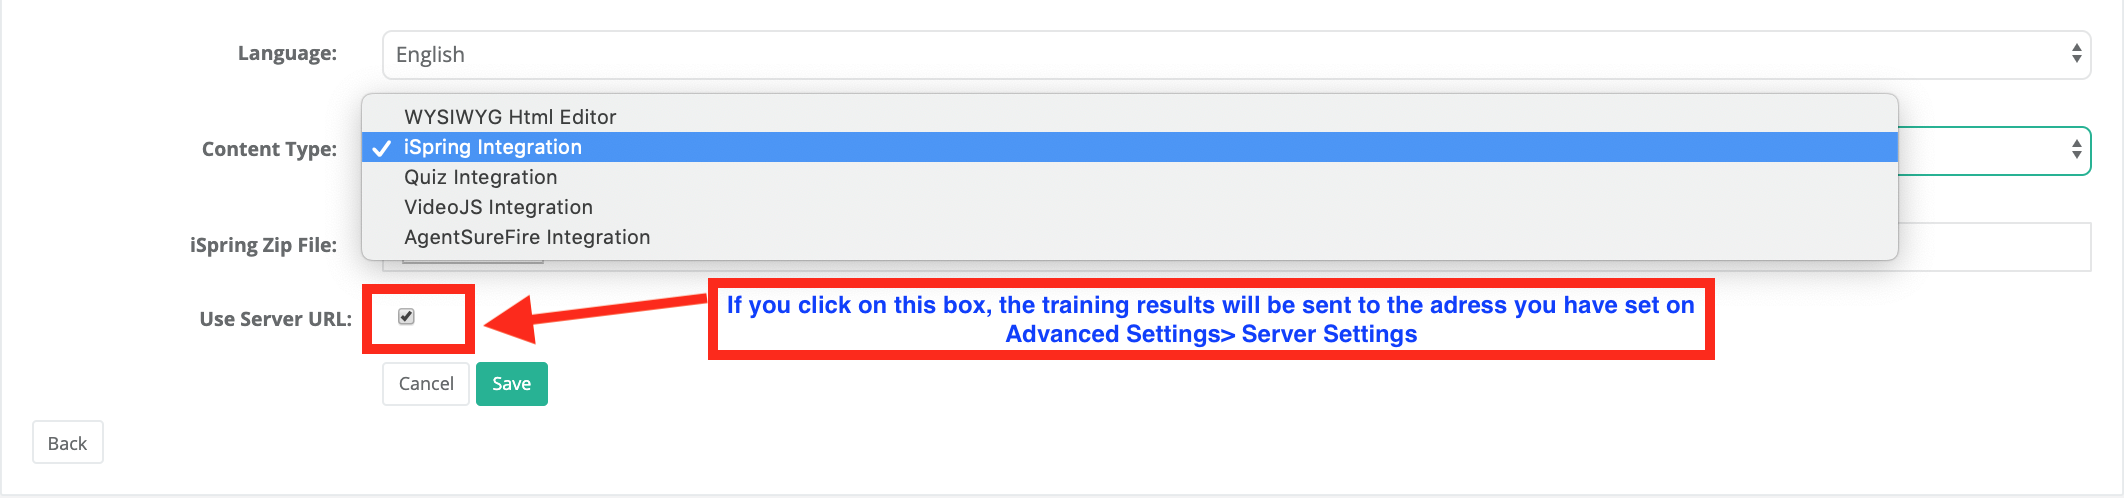 Language:
English
WYSIWYG Html Editor
Content Type:
iSpring Integration
Quiz Integration
VideoJS Integration
AgentSureFire Integration
iSpring Zip File:
Use Server URL:
If you click on this box, the training results will be sent to the adress you have set on
Advanced Settings> Server Settings
Cancel
Save
Back